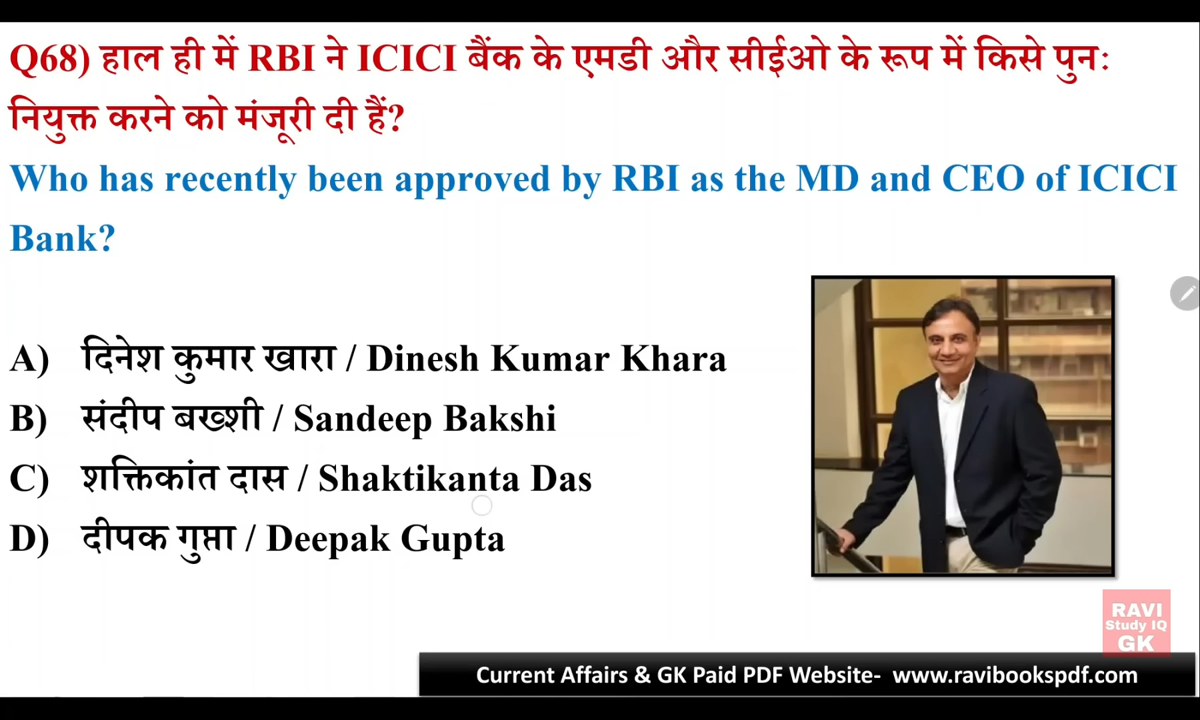 Q68) हाल ही में RBI ने ICICI बैंक के एमडी और सीईओ के रूप में किसे पुनः
नियुक्त करने को मंजूरी दी हैं?
Who has recently been approved by RBI as the MD and CEO of ICICI
Bank?
A) दिनेश कुमार खारा / Dinesh Kumar Khara
B) संदीप बख्शी / Sandeep Bakshi
C) शक्तिकांत दास / Shaktikanta Das
D) दीपक गुप्ता / Deepak Gupta
RAVI
Study IQ
GK
Current Affairs & GK Paid PDF Website- www.ravibookspdf.com